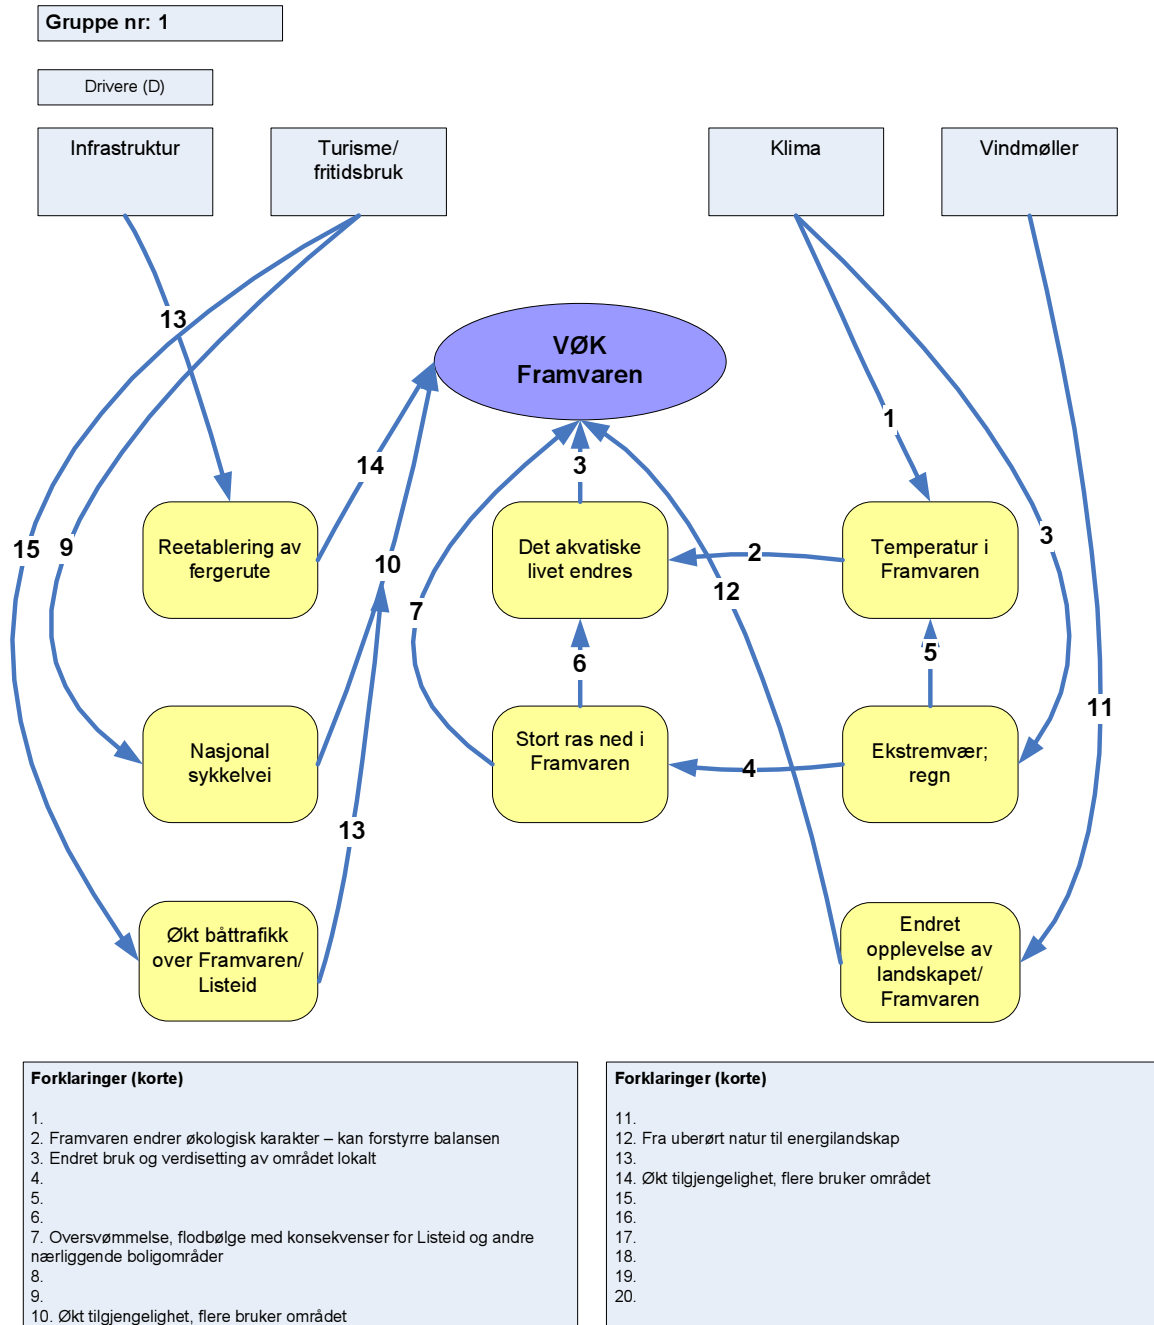 Gruppe nr: 1
Drivere (D)
Infrastruktur
Turisme/
fritidsbruk
Klima
Vindmøller
13
VØK
Framvaren
1
14
3
15
9
Reetablering av
fergerute
10
Det akvatiske
livet endres
2
Temperatur i
Framvaren
3
12
7
6
5
11
Nasjonal
sykkelvei
Stort ras ned i
Framvaren
4
Ekstremvær;
regn
13
Økt båttrafikk
over Framvaren/
Listeid
Endret
opplevelse av
landskapet/
Framvaren
Forklaringer (korte)
1.
2. Framvaren endrer økologisk karakter – kan forstyrre balansen
3. Endret bruk og verdisetting av området lokalt
4.
5.
6.
7. Oversvømmelse, flodbølge med konsekvenser for Listeid og andre
nærliggende boligområder
8.
9.
10. Økt tilgjengelighet, flere bruker området
Forklaringer (korte)
11.
12. Fra uberørt natur til energilandskap
13.
14. Økt tilgjengelighet, flere bruker området
15.
16.
17.
18.
19.
20.